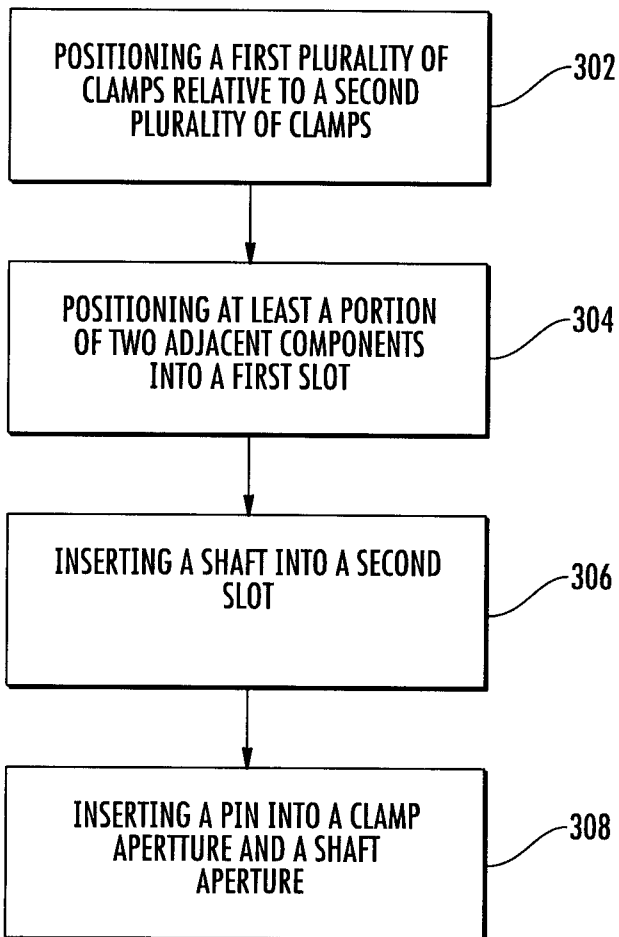 POSITIONING A FIRST PLURALITY OF
CLAMPS RELATIVE TO A SECOND
PLURALITY OF CLAMPS
302
POSITIONING AT LEAST A PORTION
OF TWO ADJACENT COMPONENTS
INTO A FIRST SLOT
304
INSERTING A SHAFT INTO A SECOND
SLOT
306
INSERTING A PIN INTO A CLAMP
APERTTURE AND A SHAFT
APERTURE
308